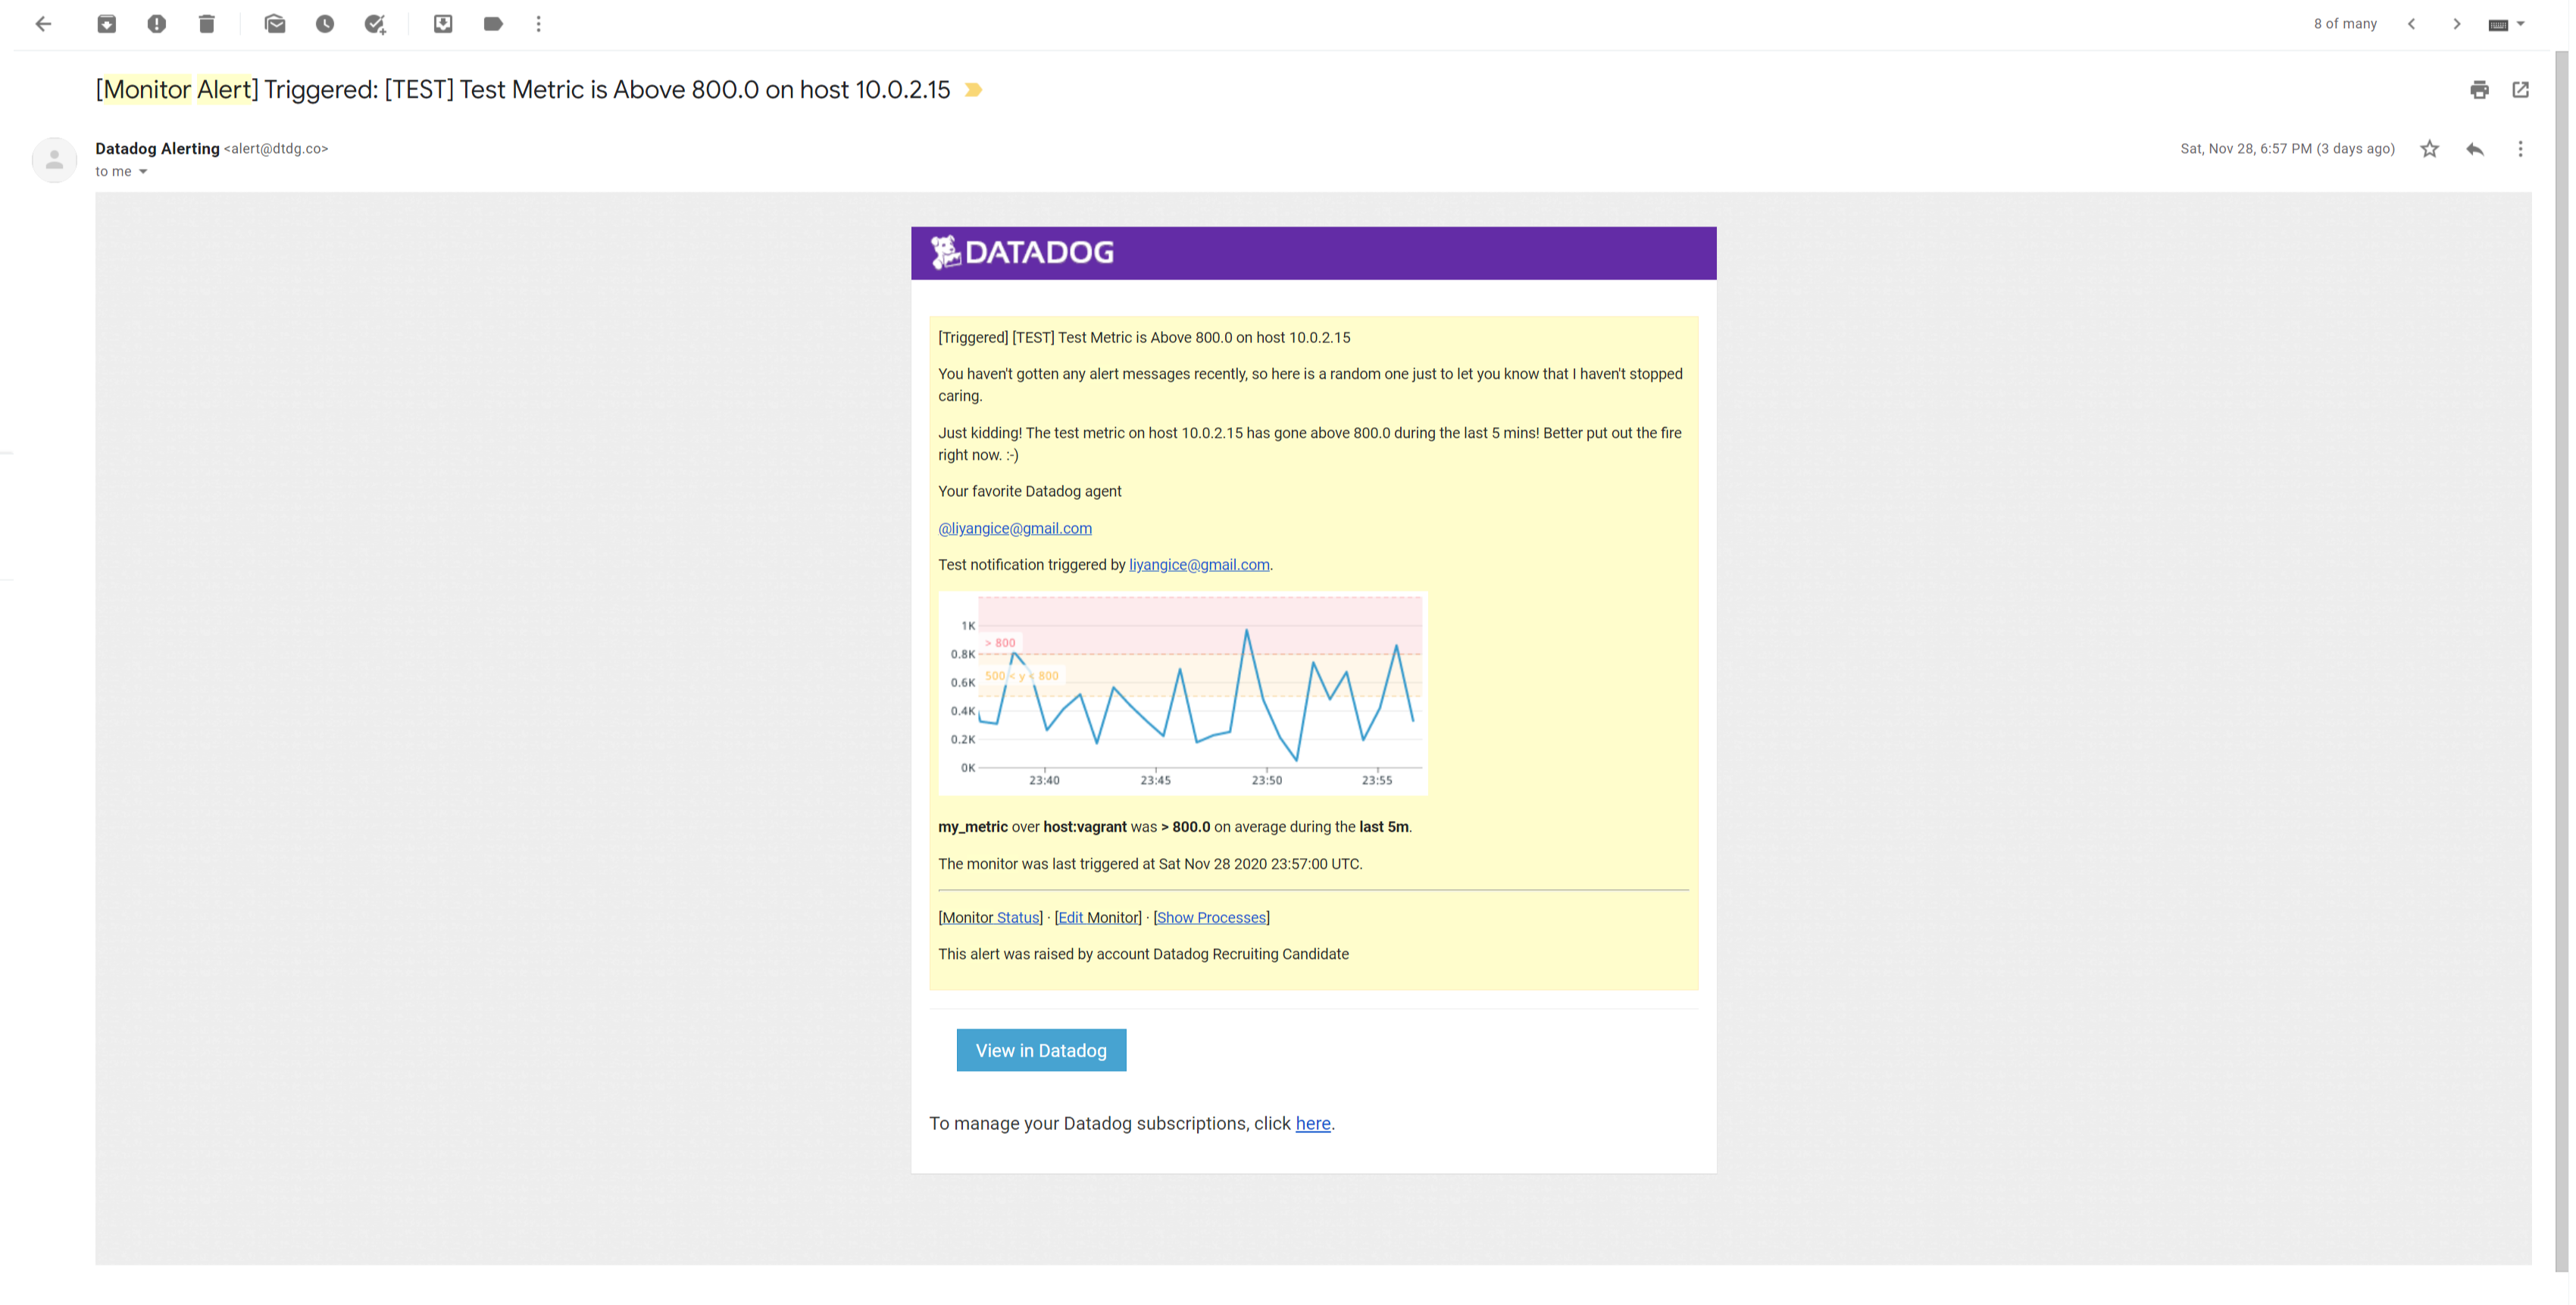 8 of many
[Monitor Alert] Triggered: [TEST] Test Metric is Above 800.0 on host 10.0.2.15
Datadog Alerting <alert@dtdg.co>
Sat, Nov 28, 6:57 PM (3 days ago)
to me
DATADOG
[Triggered] [TEST] Test Metric is Above 800.0 on host 10.0.2.15
You haven't gotten any alert messages recently, so here is a random one just to let you know that I haven't stopped
caring.
Just kidding! The test metric on host 10.0.2.15 has gone above 800.0 during the last 5 mins! Better put out the fire
right now. :-)
Your favorite Datadog agent
@liyangice@gmail.com
Test notification triggered by liyangice@gmail.com.
1K
> 800
0.8K
500 < y < 800
0.6K
0.4K
0.2K
0K
23:40 23:45 23:50 23:55
my_metric over host:vagrant was > 800.0 on average during the last 5m.
The monitor was last triggered at Sat Nov 28 2020 23:57:00 UTC.
[Monitor Status] · [Edit Monitor] · [Show Processes]
This alert was raised by account Datadog Recruiting Candidate
View in Datadog
To manage your Datadog subscriptions, click here.